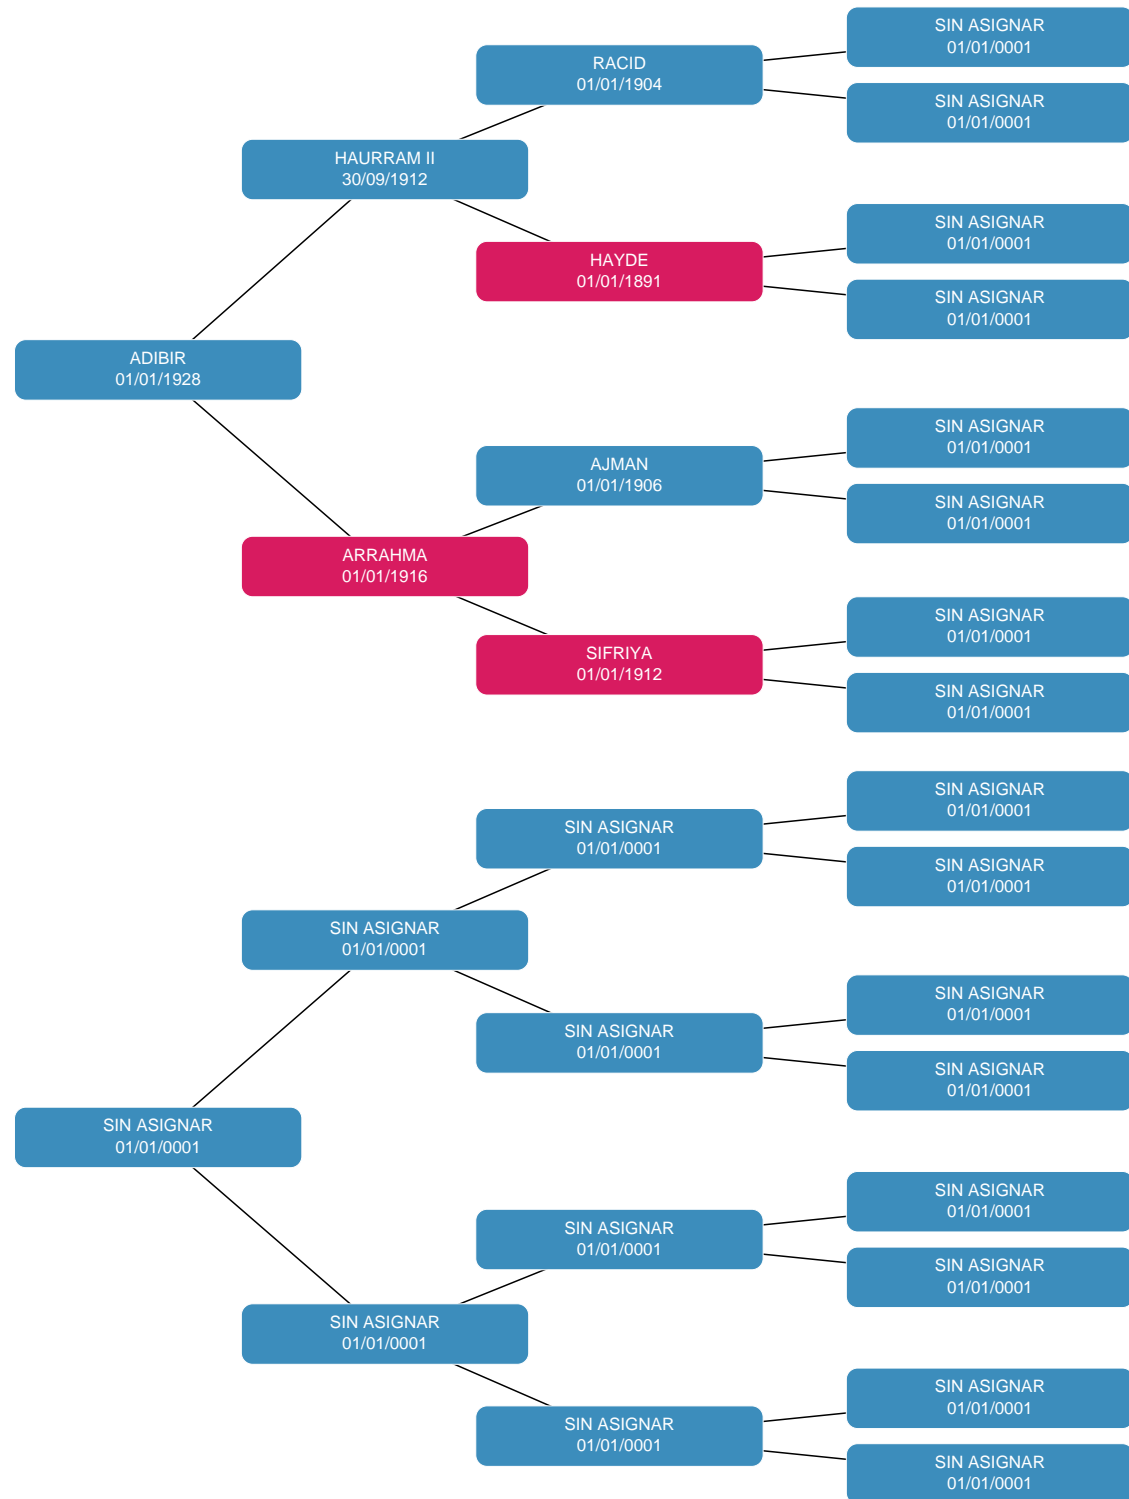 SIN ASIGNAR
01/01/0001
RACID
01/01/1904
SIN ASIGNAR
01/01/0001
HAURRAM II
30/09/1912
SIN ASIGNAR
01/01/0001
HAYDE
01/01/1891
SIN ASIGNAR
01/01/0001
ADIBIR
01/01/1928
SIN ASIGNAR
01/01/0001
AJMAN
01/01/1906
SIN ASIGNAR
01/01/0001
ARRAHMA
01/01/1916
SIN ASIGNAR
01/01/0001
SIFRIYA
01/01/1912
SIN ASIGNAR
01/01/0001
SIN ASIGNAR
01/01/0001
SIN ASIGNAR
01/01/0001
SIN ASIGNAR
01/01/0001
SIN ASIGNAR
01/01/0001
SIN ASIGNAR
01/01/0001
SIN ASIGNAR
01/01/0001
SIN ASIGNAR
01/01/0001
SIN ASIGNAR
01/01/0001
SIN ASIGNAR
01/01/0001
SIN ASIGNAR
01/01/0001
SIN ASIGNAR
01/01/0001
SIN ASIGNAR
01/01/0001
SIN ASIGNAR
01/01/0001
SIN ASIGNAR
01/01/0001
SIN ASIGNAR
01/01/0001